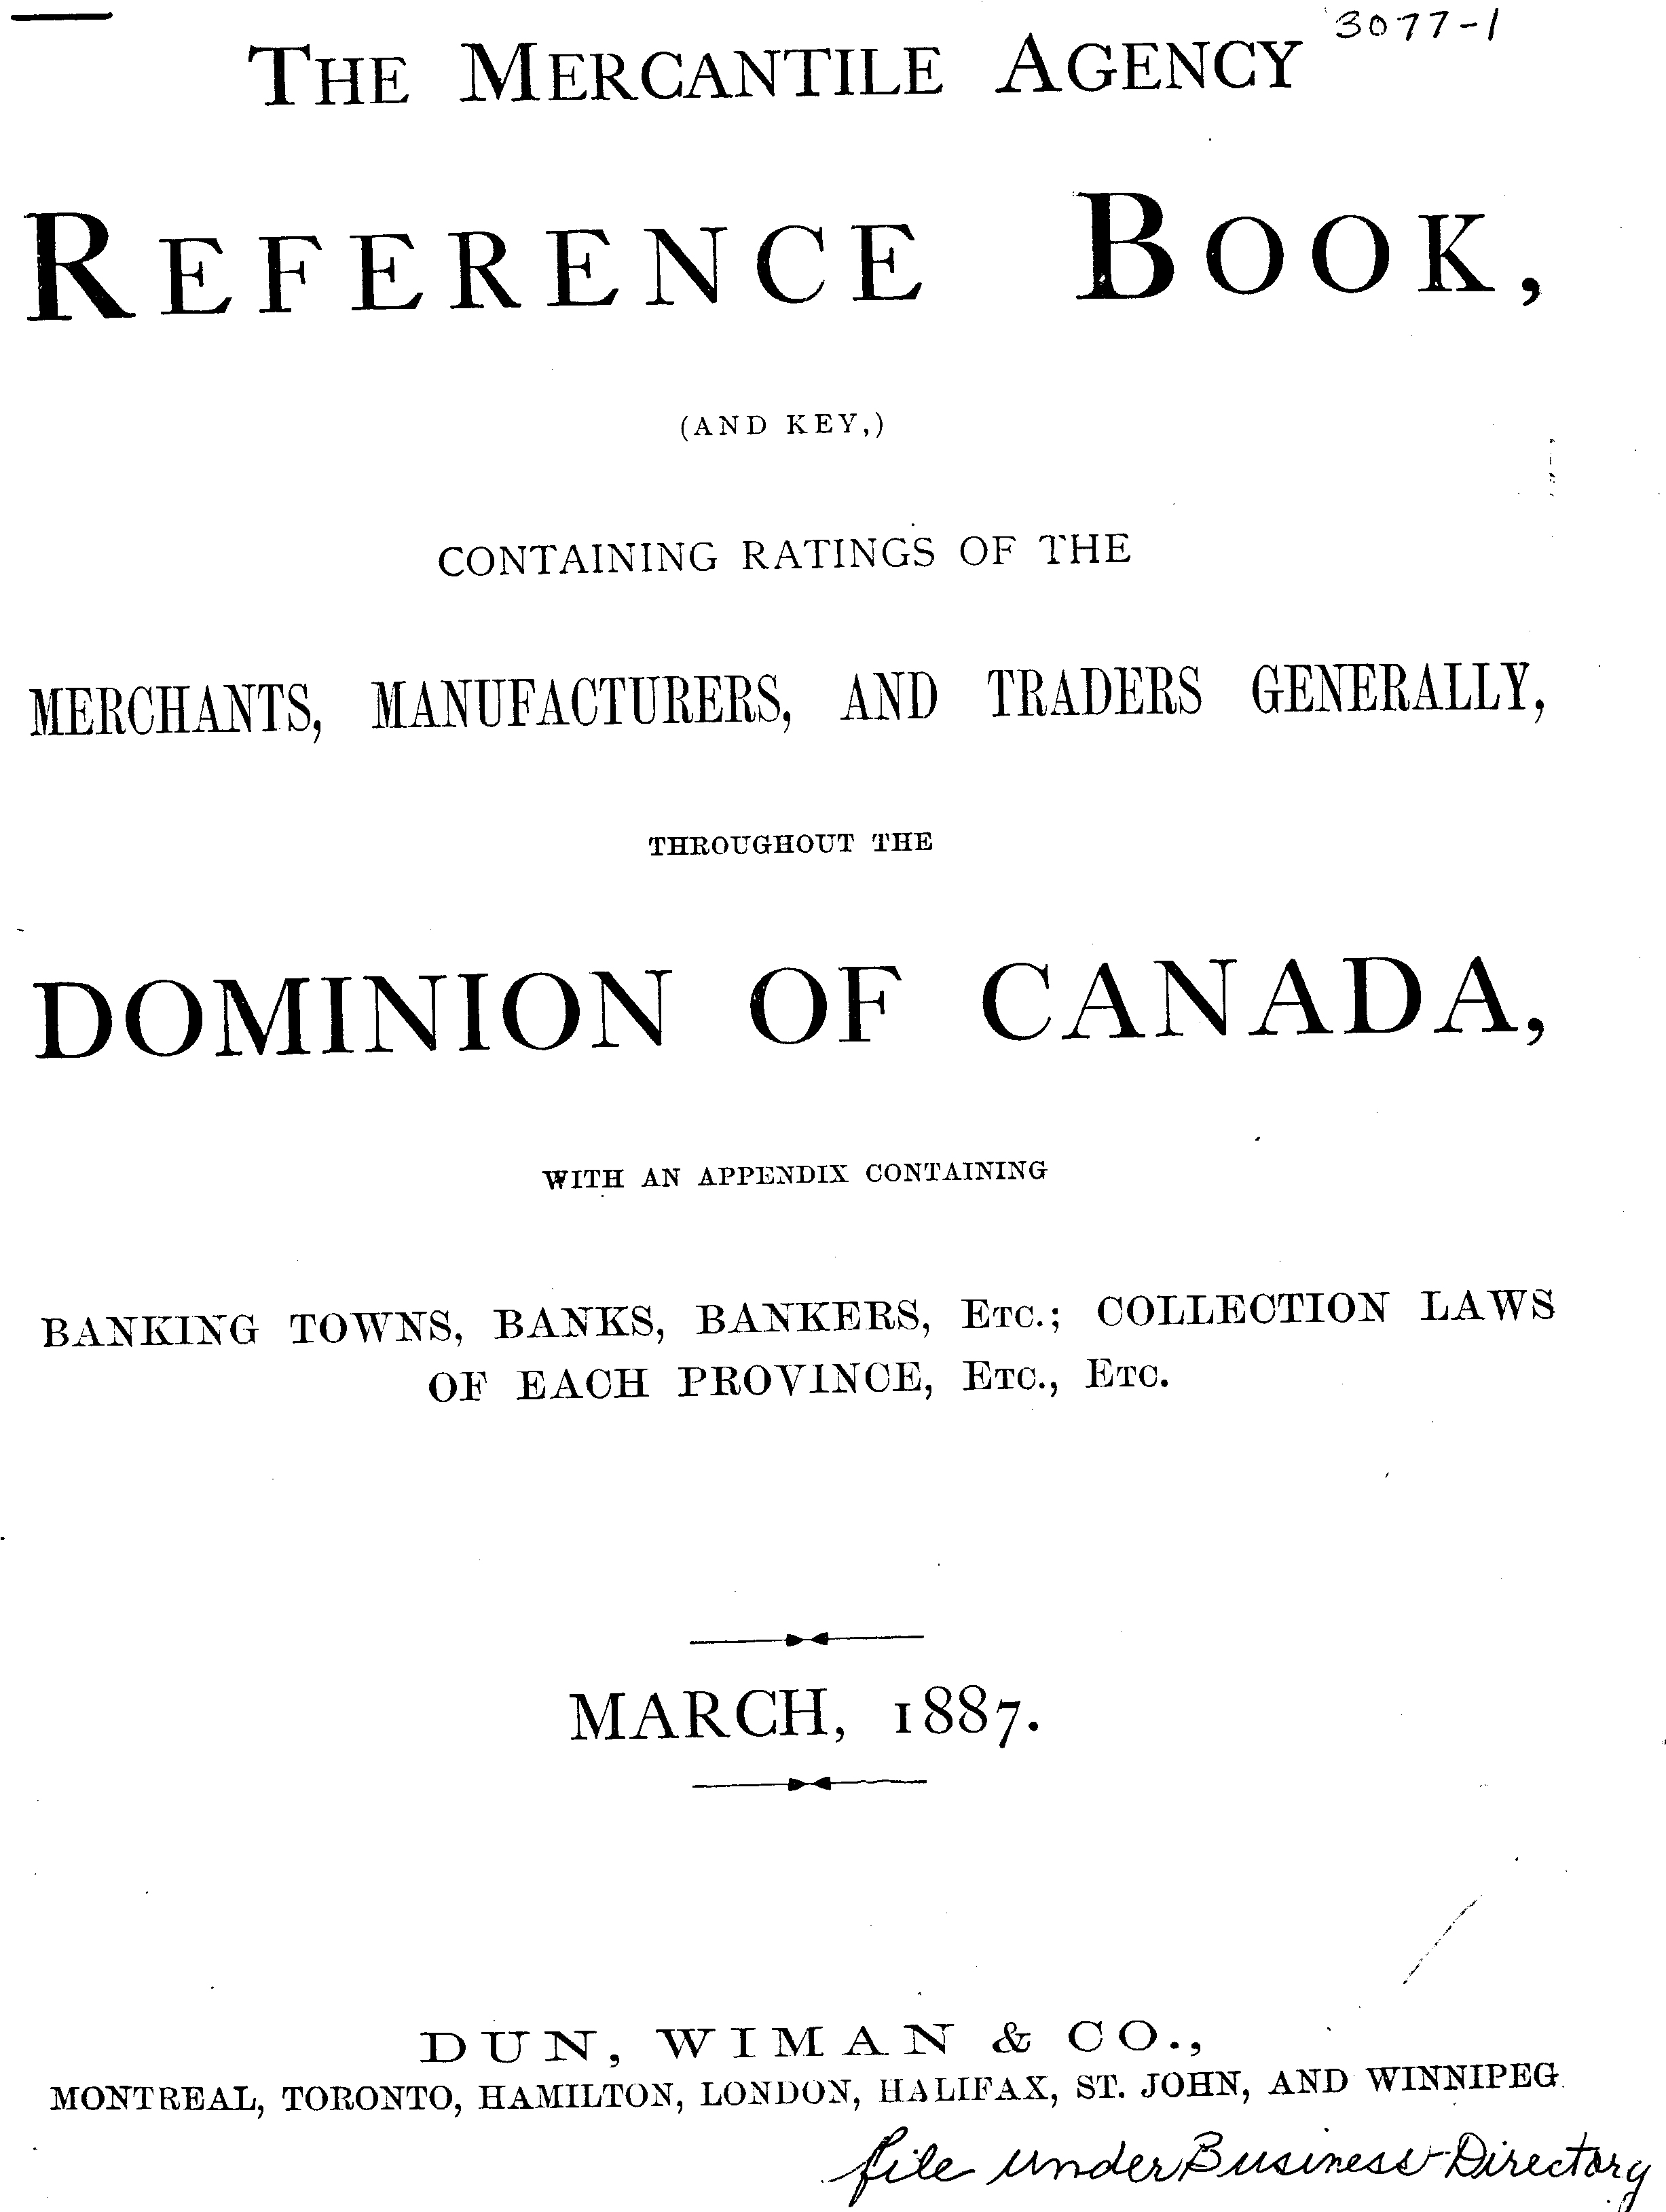 3077-1
THE MERCANTILE AGENCY
REFERENCE BOOK,
(AND KEY,)
CONTAINING RATINGS OF THE
MERCHANTS, MANUFACTURERS, AND TRADERS GENERALLY,
THROUGHOUT THE
DOMINION OF CANADA,
WITH AN APPENDIX CONTAINING
BANKING TOWNS, BANKS, BANKERS, ETC.; COLLECTION LAWS
OF EACH PROVINCE, ETC., ETC.
MARCH, 1887.
DUN, WIMAN & CO.,
MONTREAL, TORONTO, HAMILTON, LONDON, HALIFAX, ST. JOHN, AND WINNIPEG.
file under Business Directory